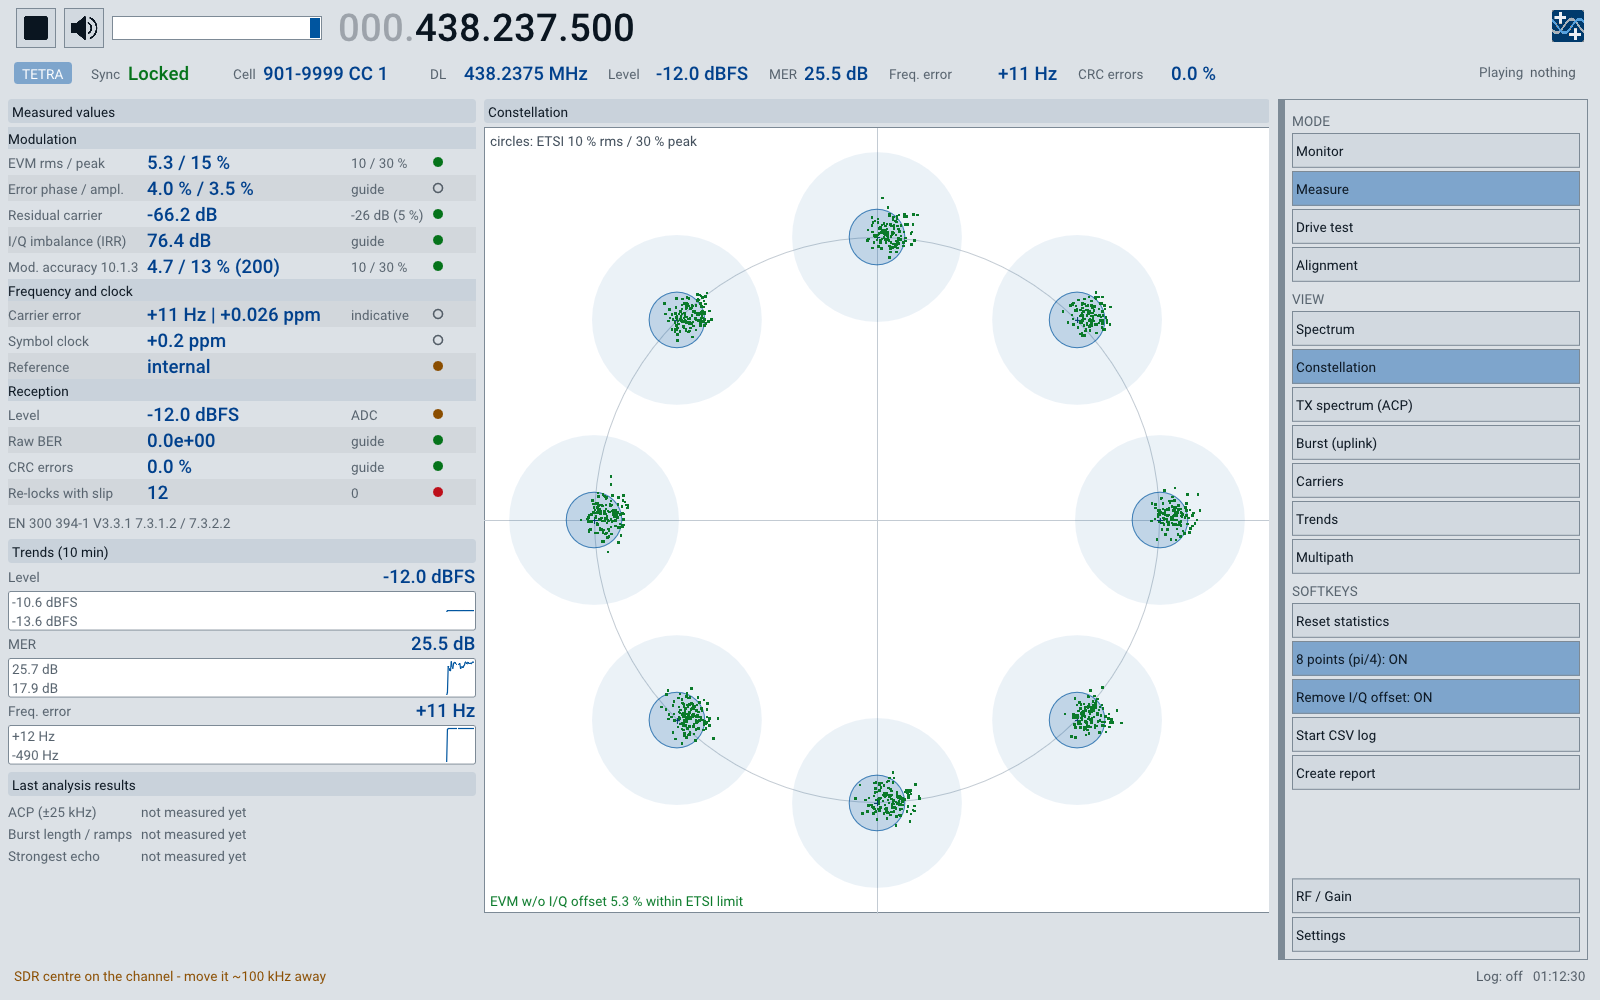 000.438.237.500
TETRA Sync Locked Cell 901-9999 CC 1 DL 438.2375 MHz Level -12.0 dBFS MER 25.5 dB Freq. error +11 Hz CRC errors 0.0 % Playing nothing
Measured values
Modulation
EVM rms / peak 5.3 / 15 % 10 / 30 %
Error phase / ampl. 4.0 % / 3.5 % guide
Residual carrier -66.2 dB -26 dB (5 %)
I/Q imbalance (IRR) 76.4 dB guide
Mod. accuracy 10.1.3 4.7 / 13 % (200) 10 / 30 %
Frequency and clock
Carrier error +11 Hz | +0.026 ppm indicative
Symbol clock +0.2 ppm
Reference internal
Reception
Level -12.0 dBFS ADC
Raw BER 0.0e+00 guide
CRC errors 0.0 % guide
Re-locks with slip 12 0
EN 300 394-1 V3.3.1 7.3.1.2 / 7.3.2.2
Trends (10 min)
Level -12.0 dBFS
-10.6 dBFS
-13.6 dBFS
MER 25.5 dB
25.7 dB
17.9 dB
Freq. error +11 Hz
+12 Hz
-490 Hz
Last analysis results
ACP (±25 kHz) not measured yet
Burst length / ramps not measured yet
Strongest echo not measured yet
Constellation
circles: ETSI 10 % rms / 30 % peak
EVM w/o I/Q offset 5.3 % within ETSI limit
MODE
Monitor
Measure
Drive test
Alignment
VIEW
Spectrum
Constellation
TX spectrum (ACP)
Burst (uplink)
Carriers
Trends
Multipath
SOFTKEYS
Reset statistics
8 points (pi/4): ON
Remove I/Q offset: ON
Start CSV log
Create report
RF / Gain
Settings
SDR centre on the channel - move it ~100 kHz away
Log: off 01:12:30